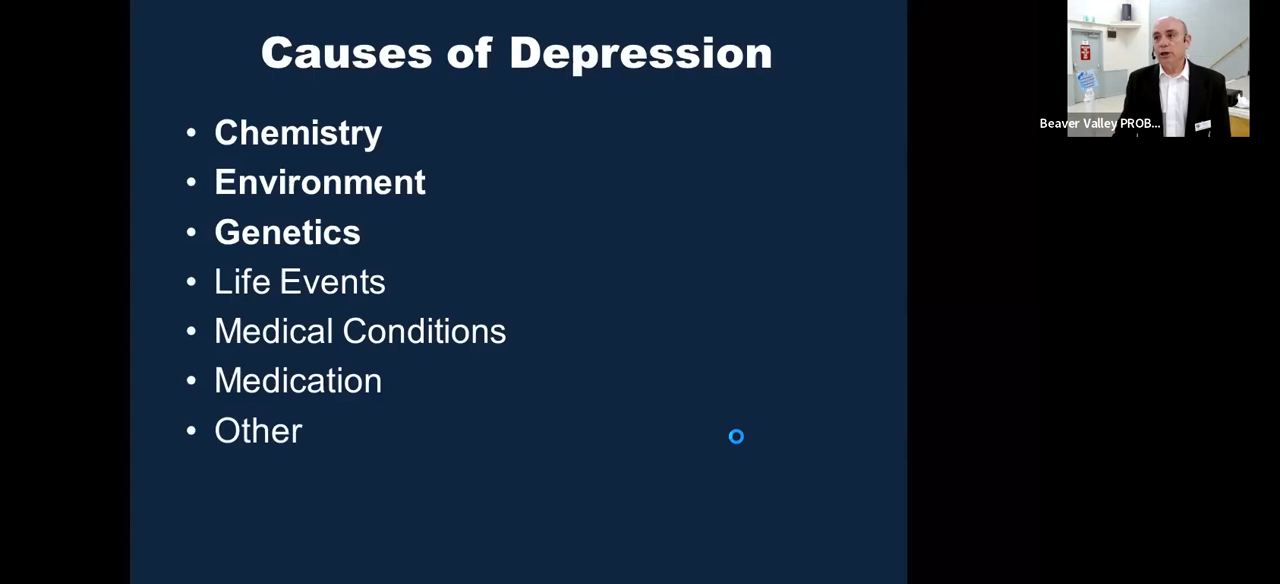 Causes of Depression
• Chemistry
• Environment
• Genetics
• Life Events
• Medical Conditions
• Medication
• Other
Beaver Valley PROB...